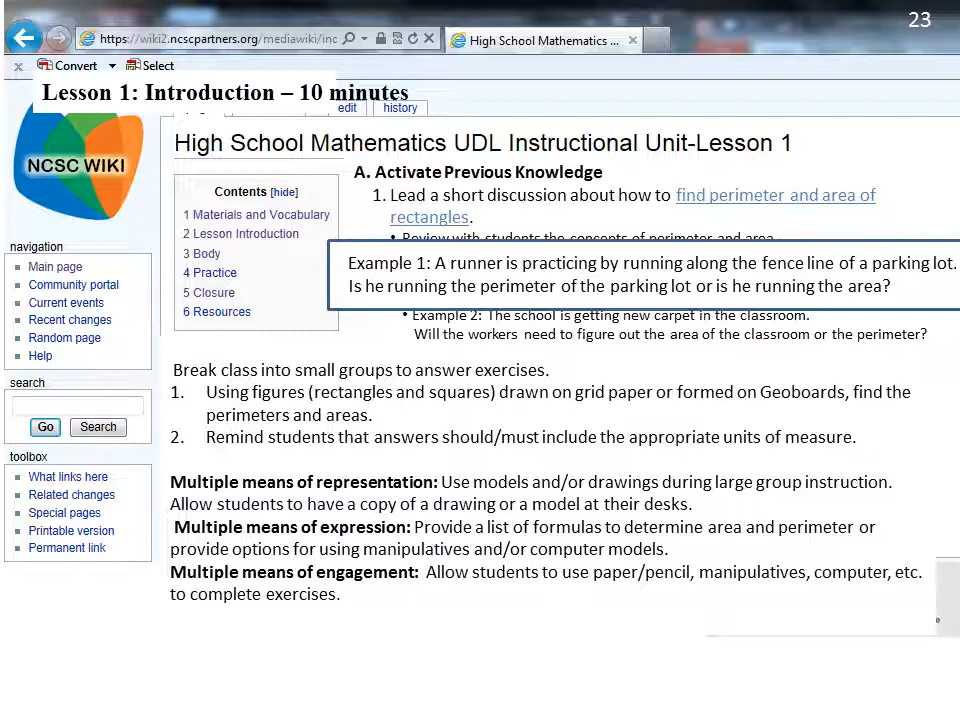 23
https://wiki2.ncscpartners.org/mediawiki/inc
High School Mathematics ...
x Convert Select
Lesson 1: Introduction – 10 minutes
edit history
NCSC WIKI
High School Mathematics UDL Instructional Unit-Lesson 1
Contents [hide]
1 Materials and Vocabulary
2 Lesson Introduction
3 Body
4 Practice
5 Closure
6 Resources
A. Activate Previous Knowledge
1. Lead a short discussion about how to find perimeter and area of
rectangles.
• Review with students the concepts of perimeter and area.
Example 1: A runner is practicing by running along the fence line of a parking lot.
Is he running the perimeter of the parking lot or is he running the area?
• Example 2: The school is getting new carpet in the classroom.
Will the workers need to figure out the area of the classroom or the perimeter?
navigation
Main page
Community portal
Current events
Recent changes
Random page
Help
search
Go Search
toolbox
What links here
Related changes
Special pages
Printable version
Permanent link
Break class into small groups to answer exercises.
1. Using figures (rectangles and squares) drawn on grid paper or formed on Geoboards, find the
perimeters and areas.
2. Remind students that answers should/must include the appropriate units of measure.
Multiple means of representation: Use models and/or drawings during large group instruction.
Allow students to have a copy of a drawing or a model at their desks.
Multiple means of expression: Provide a list of formulas to determine area and perimeter or
provide options for using manipulatives and/or computer models.
Multiple means of engagement: Allow students to use paper/pencil, manipulatives, computer, etc.
to complete exercises.